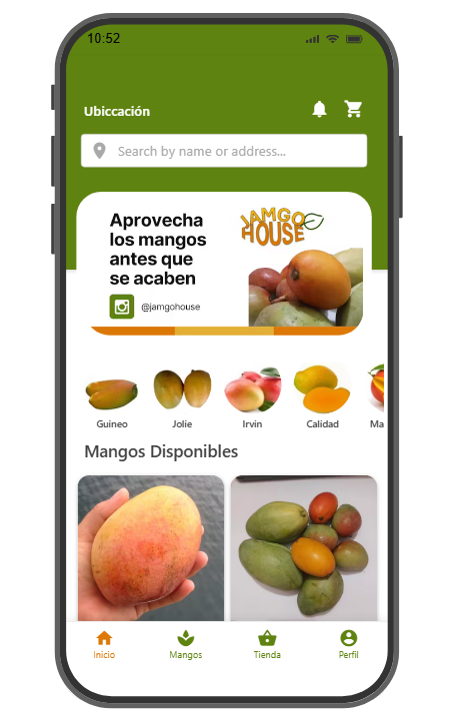 10:52
Ubiccación
Search by name or address...
Aprovecha
los mangos
antes que
se acaben
@jamgohouse
JAMGO
HOUSE
Guineo
Jolie
Irvin
Calidad
Ma
Mangos Disponibles
Inicio
Mangos
Tienda
Perfil